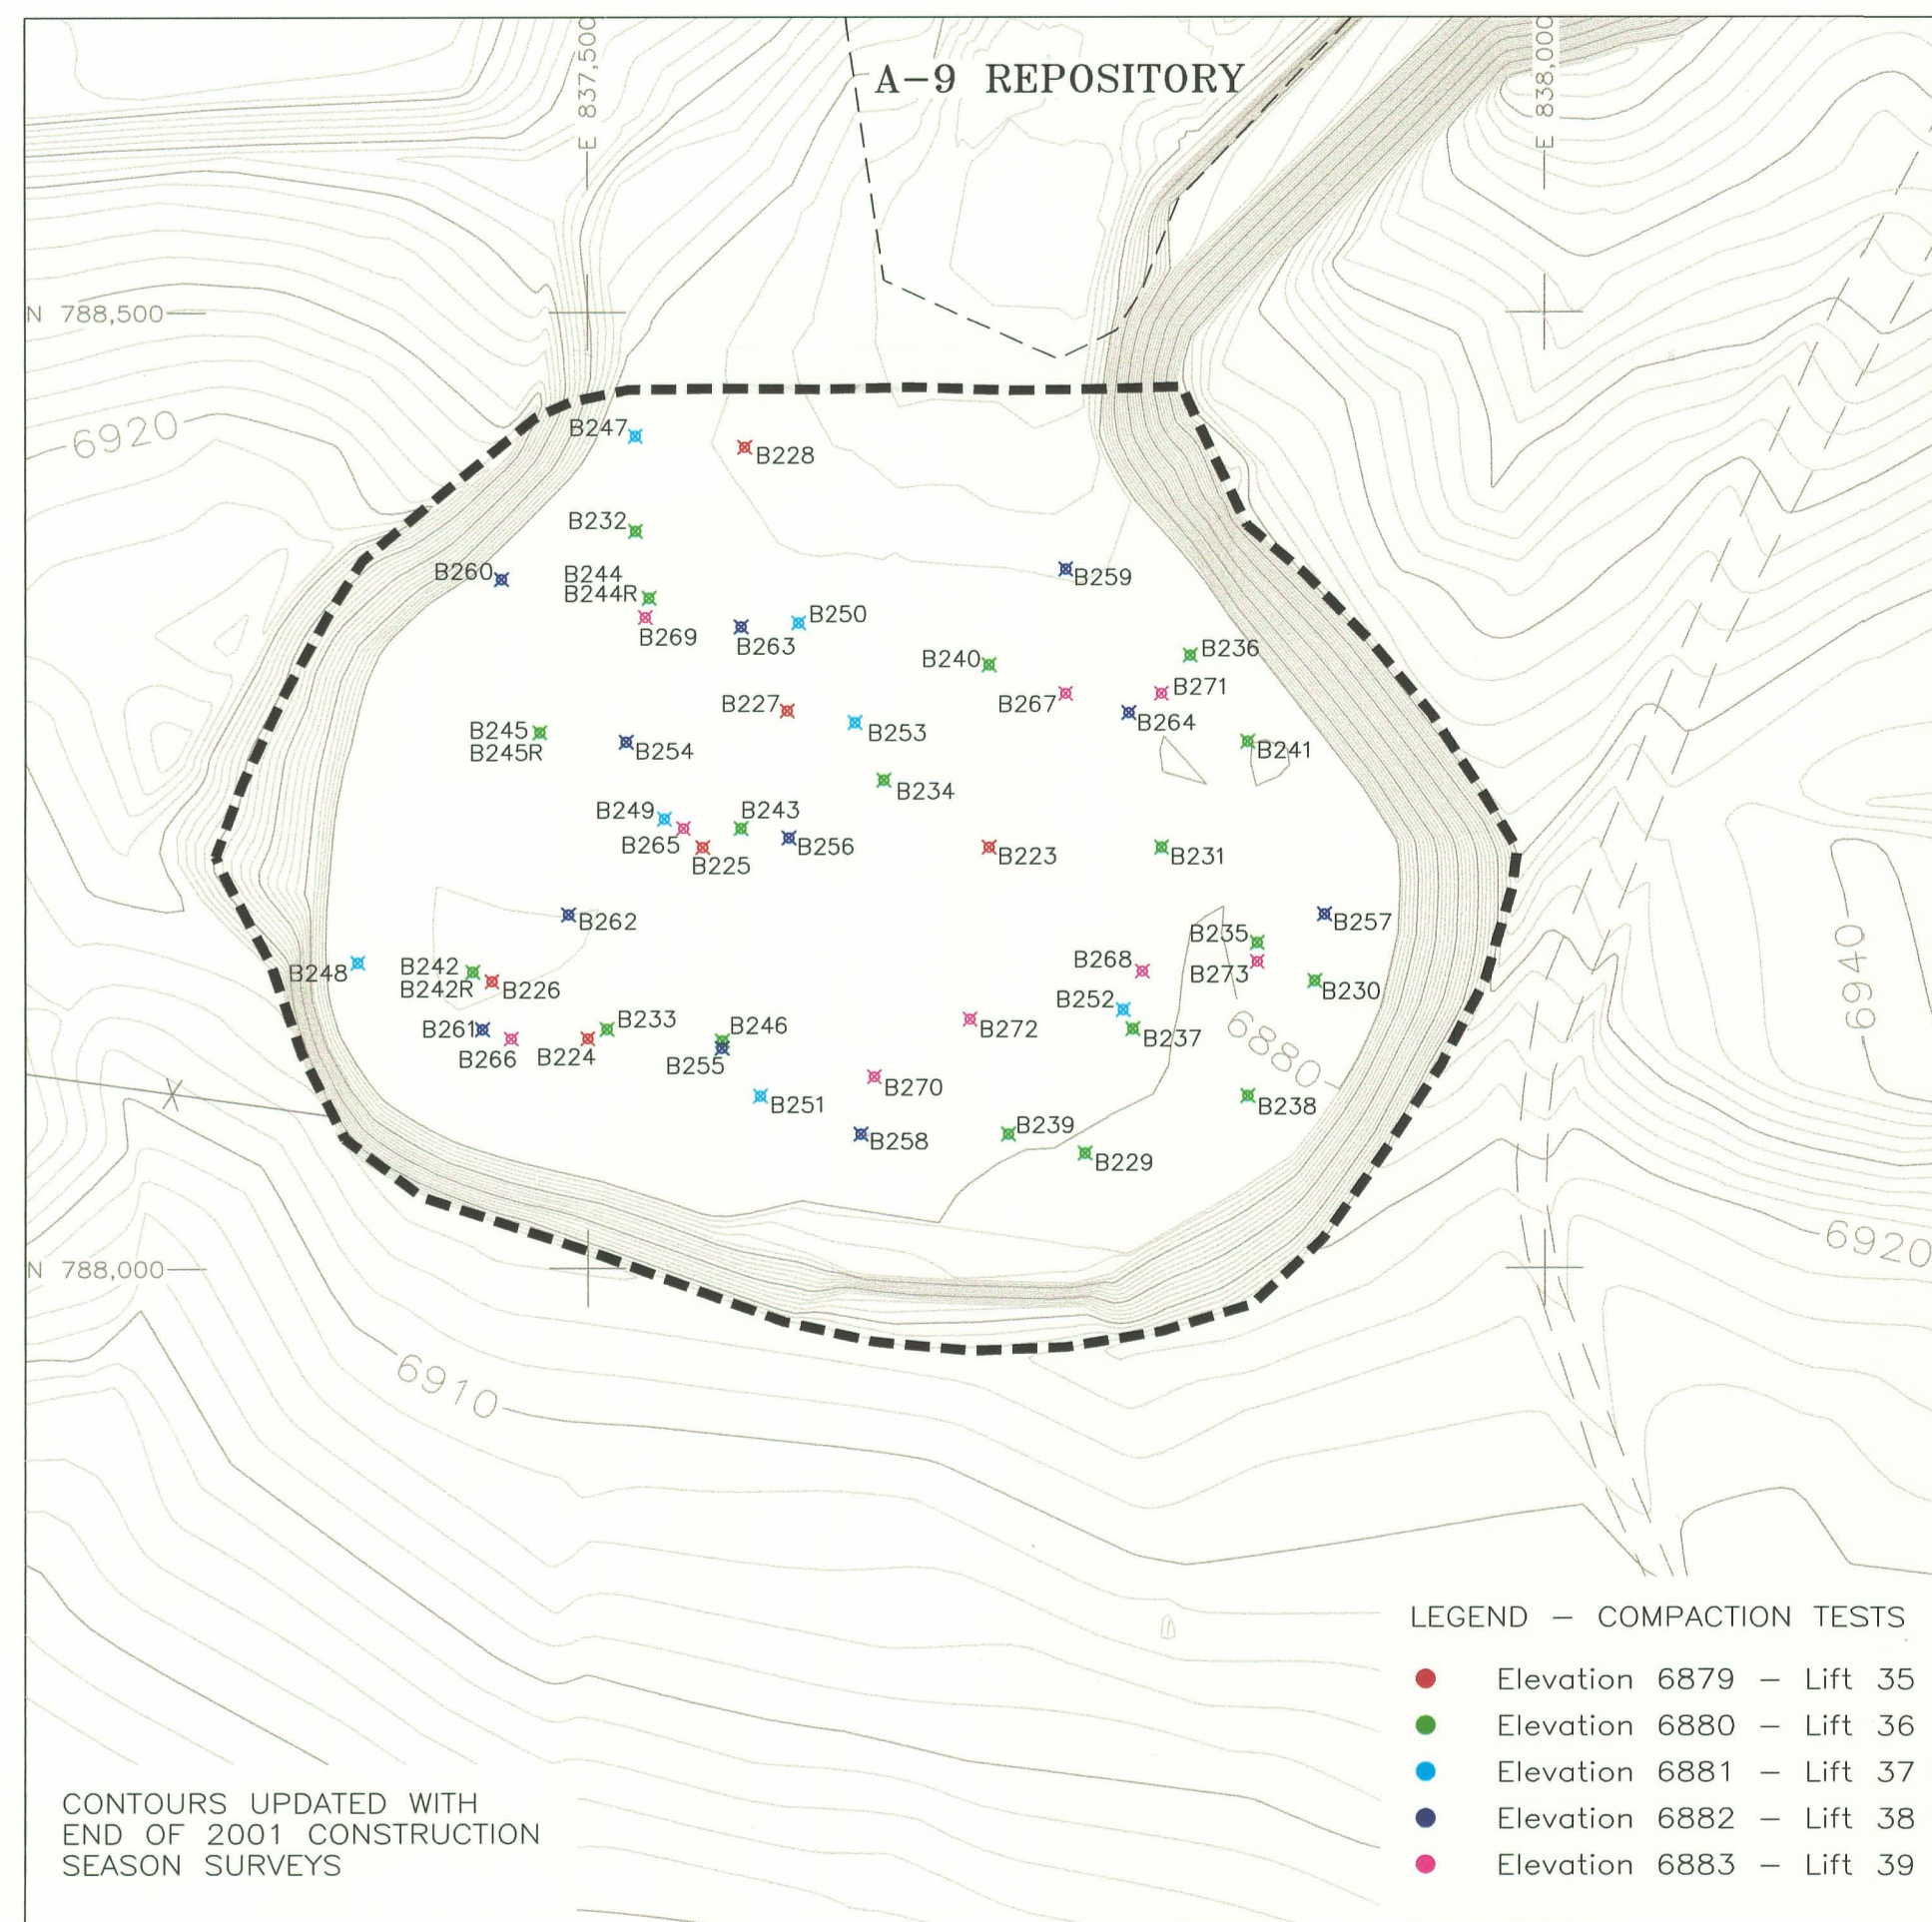 A-9 REPOSITORY
E 837,500
E 838,000
N 788,500
6920
B247
B228
B232
B260
B244
B244R
B259
B269
B263
B250
B240
B236
B267
B271
B227
B253
B264
B245
B245R
B254
B241
B234
B249
B243
B265
B225
B256
B223
B231
B262
B257
B235
B248
B242
B242R
B226
B268
B273
B230
B252
B261
B266
B224
B233
B246
B255
B272
B237
6880
6940
B270
B251
B238
B258
B239
B229
6920
N 788,000
6910
LEGEND – COMPACTION TESTS
Elevation 6879 – Lift 35
Elevation 6880 – Lift 36
Elevation 6881 – Lift 37
Elevation 6882 – Lift 38
Elevation 6883 – Lift 39
CONTOURS UPDATED WITH
END OF 2001 CONSTRUCTION
SEASON SURVEYS